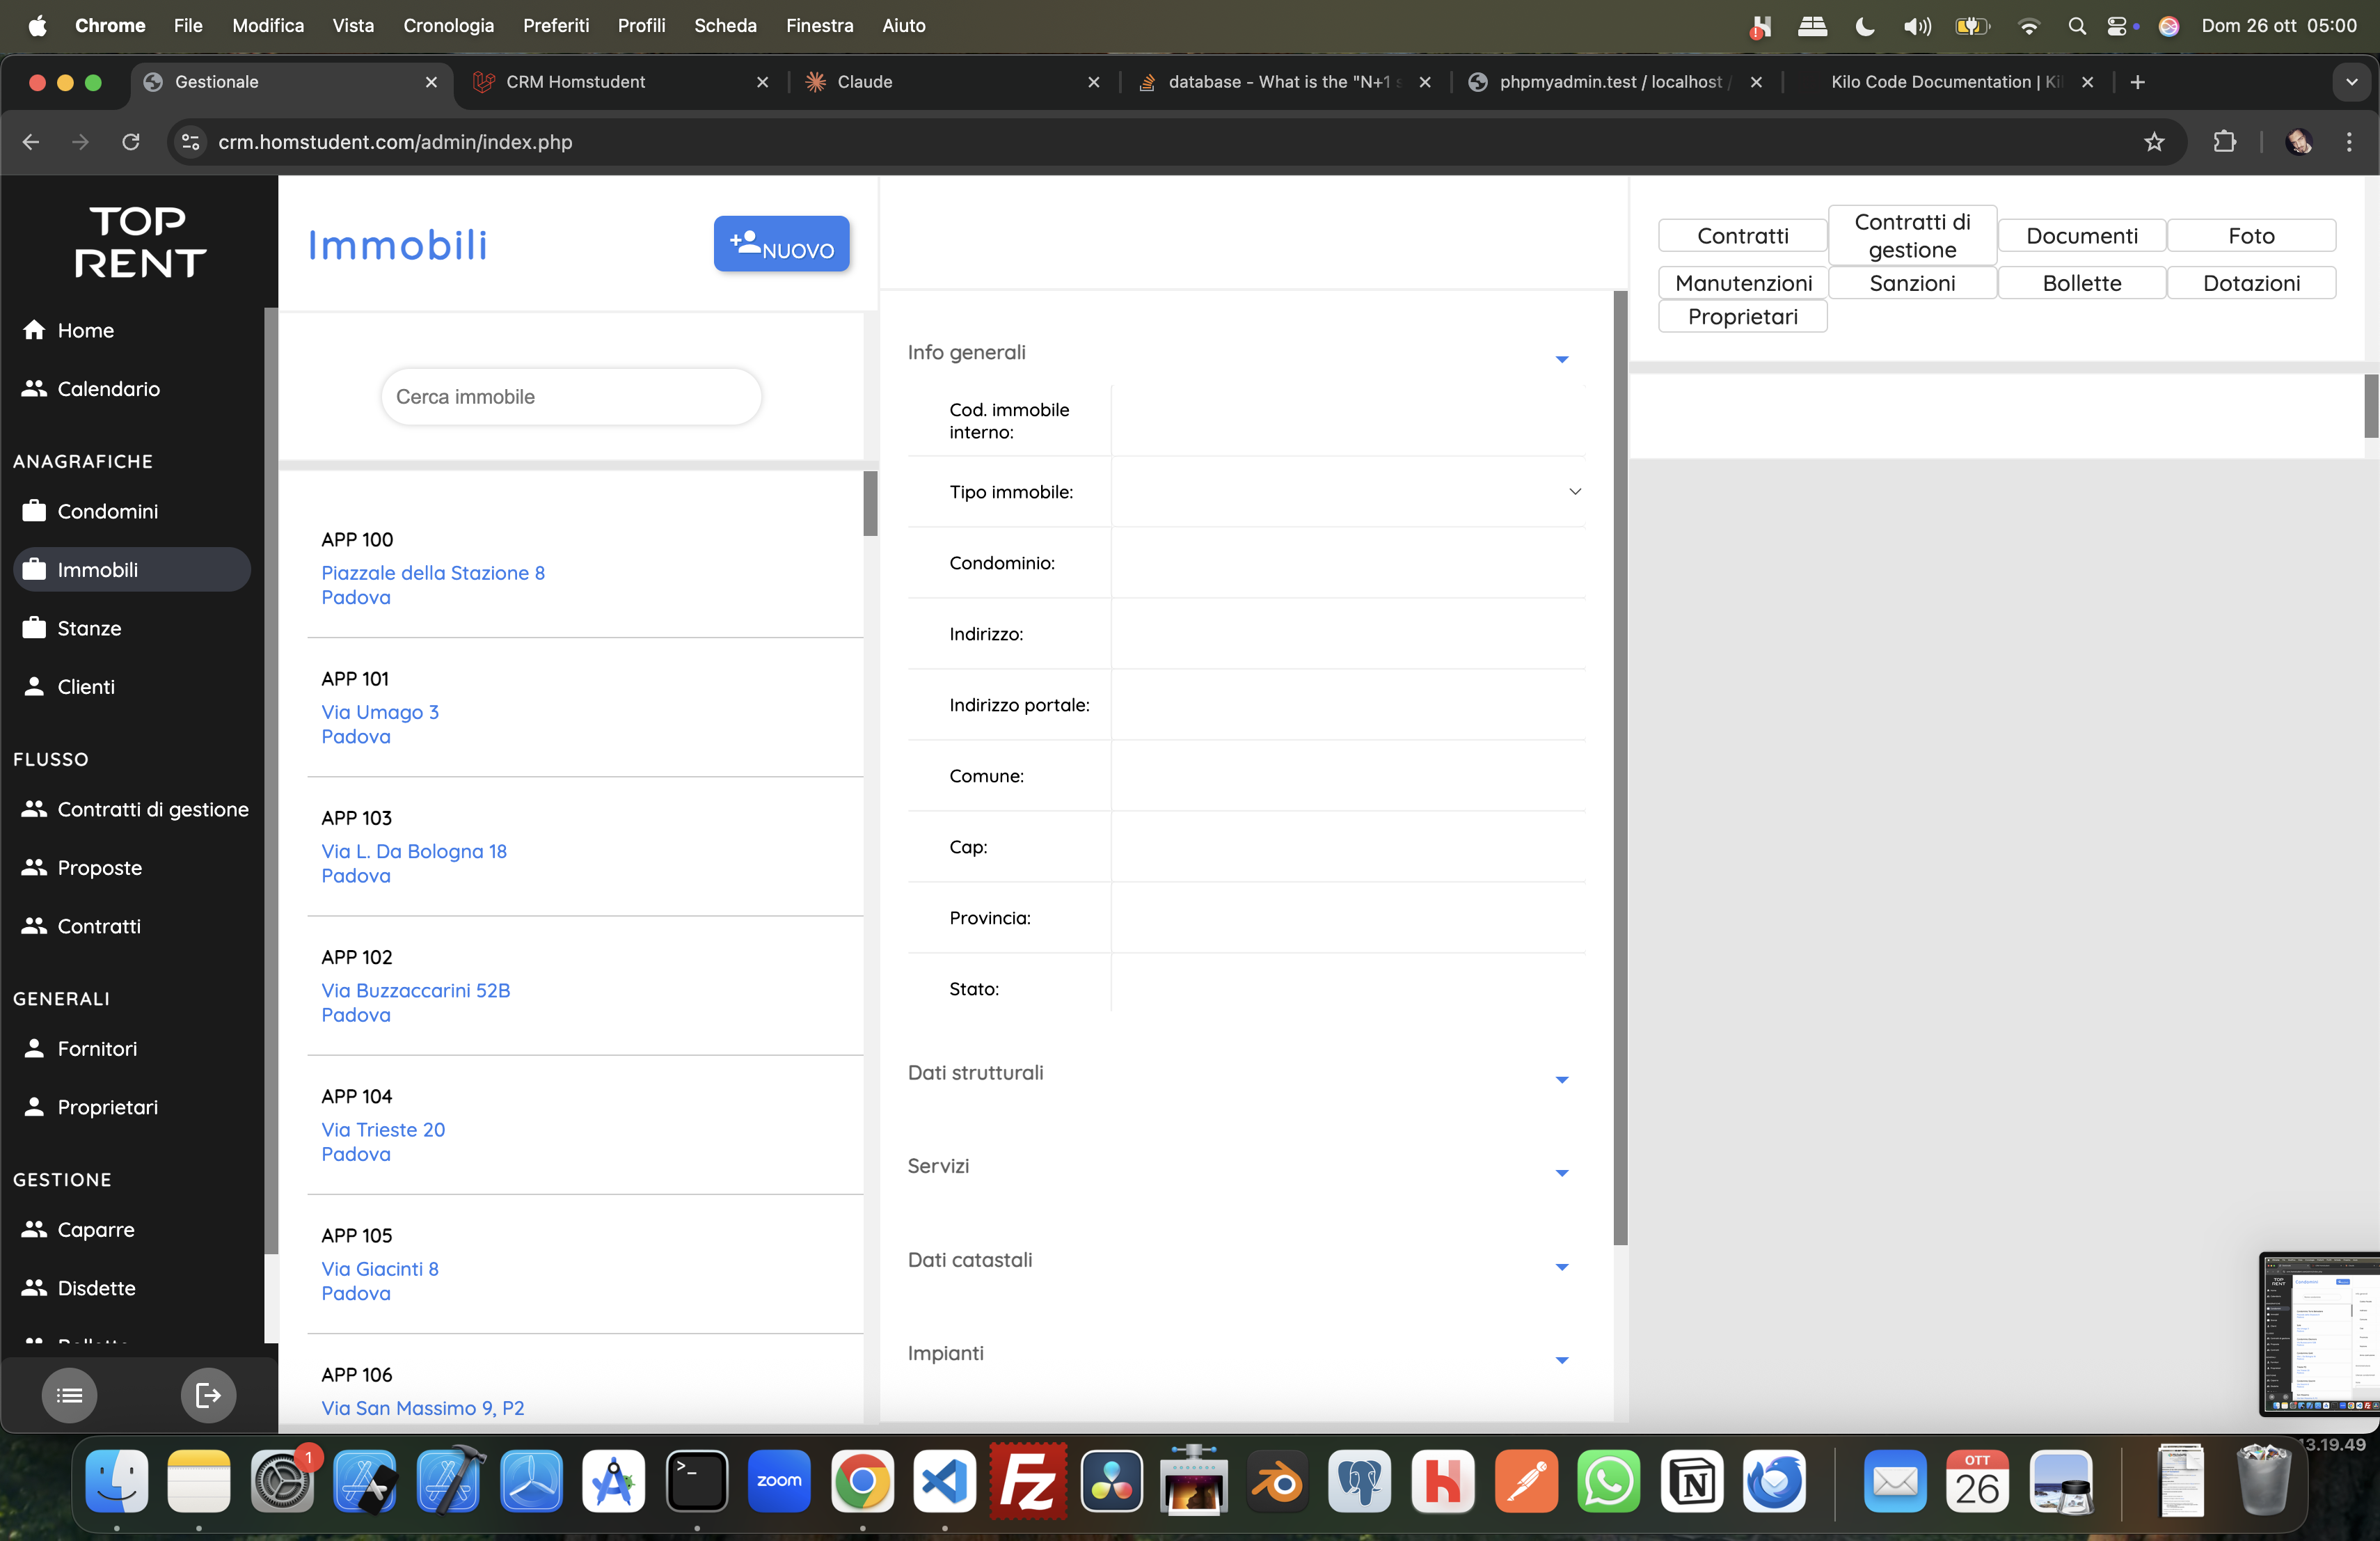 Chrome File Modifica Vista Cronologia Preferiti Profili Scheda Finestra Aiuto Dom 26 ott 05:00
Gestionale CRM Homstudent Claude database - What is the "N+1 s phpmyadmin.test / localhost / Kilo Code Documentation | Ki
crm.homstudent.com/admin/index.php
TOP
RENT
Home
Calendario
ANAGRAFICHE
Condomini
Immobili
Stanze
Clienti
FLUSSO
Contratti di gestione
Proposte
Contratti
GENERALI
Fornitori
Proprietari
GESTIONE
Caparre
Disdette
Immobili
NUOVO
Cerca immobile
APP 100
Piazzale della Stazione 8
Padova
APP 101
Via Umago 3
Padova
APP 103
Via L. Da Bologna 18
Padova
APP 102
Via Buzzaccarini 52B
Padova
APP 104
Via Trieste 20
Padova
APP 105
Via Giacinti 8
Padova
APP 106
Via San Massimo 9, P2
Info generali
Cod. immobile
interno:
Tipo immobile:
Condominio:
Indirizzo:
Indirizzo portale:
Comune:
Cap:
Provincia:
Stato:
Dati strutturali
Servizi
Dati catastali
Impianti
Contratti
Contratti di
gestione
Documenti
Foto
Manutenzioni
Sanzioni
Bollette
Dotazioni
Proprietari
TOP
RENT
Condomini
13.19.49
1
zoom
Fz
OTT
26